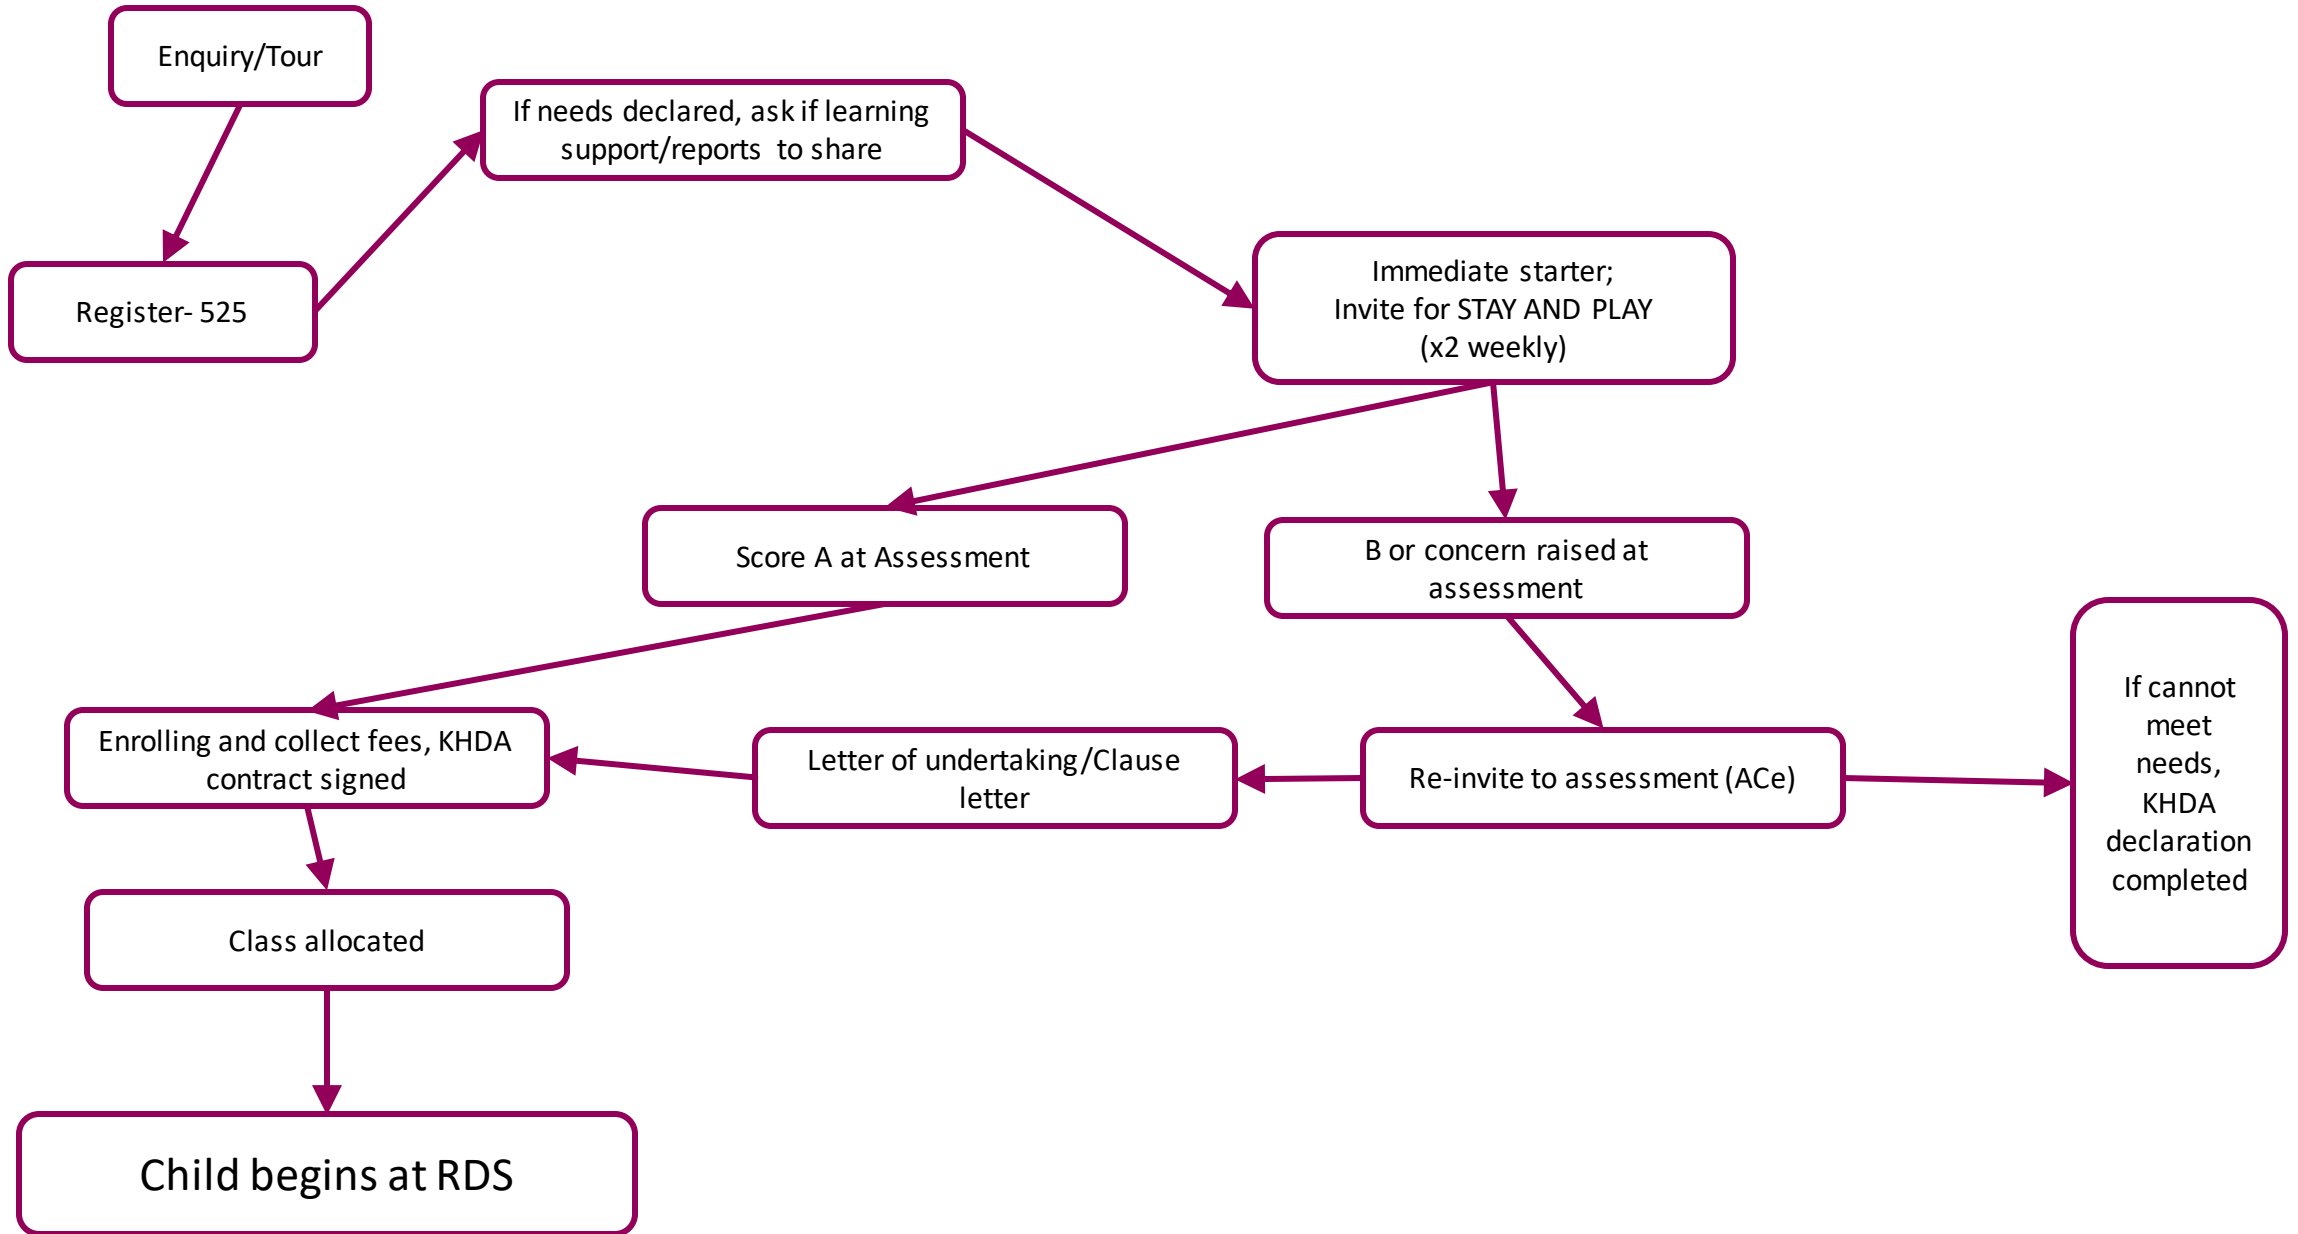 Enquiry/Tour
If needs declared, ask if learning
support/reports to share
Register- 525
Immediate starter;
Invite for STAY AND PLAY
(x2 weekly)
Score A at Assessment
B or concern raised at
assessment
If cannot
meet
needs,
KHDA
declaration
completed
Enrolling and collect fees, KHDA
contract signed
Letter of undertaking/Clause
letter
Re-invite to assessment (ACe)
Class allocated
Child begins at RDS